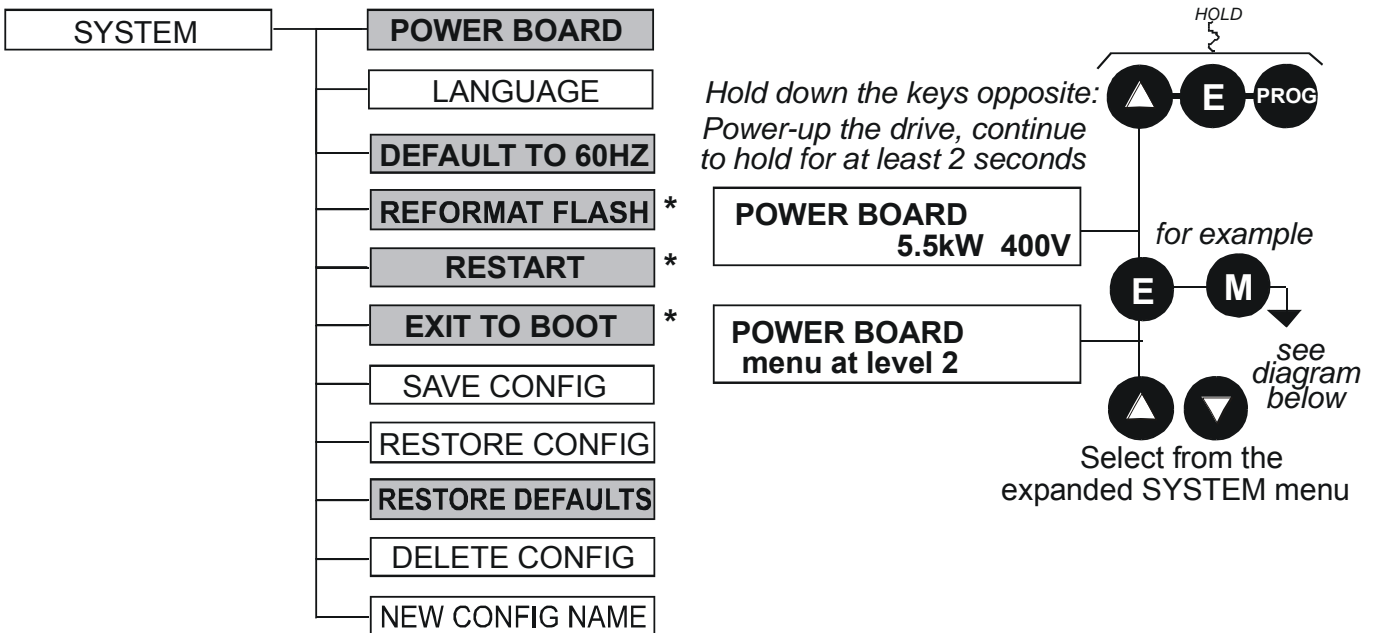 SYSTEM
POWER BOARD
LANGUAGE
DEFAULT TO 60HZ
REFORMAT FLASH *
RESTART *
EXIT TO BOOT *
SAVE CONFIG
RESTORE CONFIG
RESTORE DEFAULTS
DELETE CONFIG
NEW CONFIG NAME
HOLD
Hold down the keys opposite:
E PROG
Power-up the drive, continue
to hold for at least 2 seconds
POWER BOARD
5.5kW 400V
for example
E M
POWER BOARD
menu at level 2
see
diagram
below
Select from the
expanded SYSTEM menu